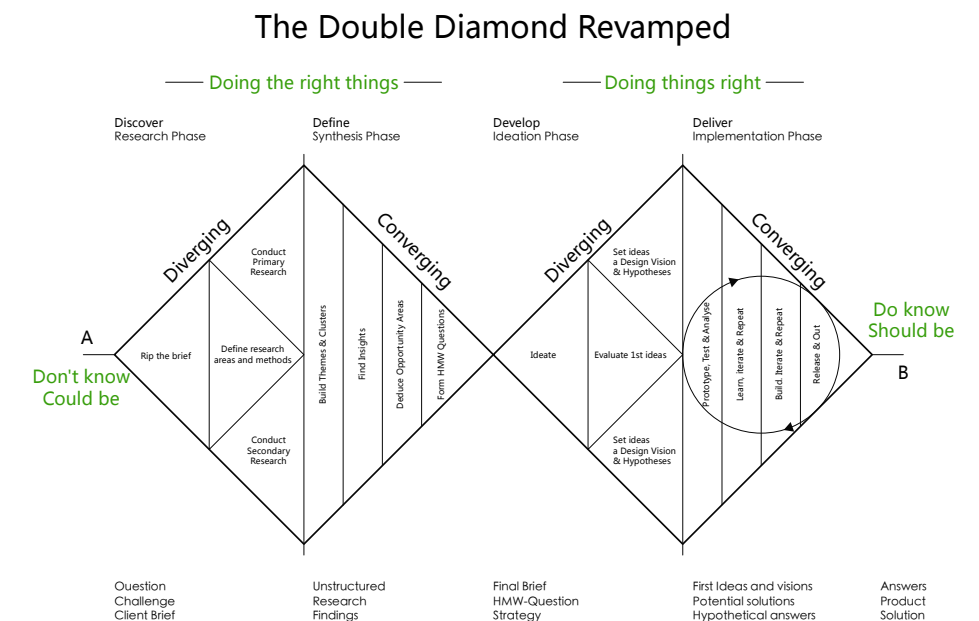 The Double Diamond Revamped
Doing the right things
Doing things right
Discover
Research Phase
Define
Synthesis Phase
Develop
Ideation Phase
Deliver
Implementation Phase
Diverging
Converging
Diverging
Converging
A
Don't know
Could be
Rip the brief
Conduct
Primary
Research
Define research
areas and methods
Conduct
Secondary
Research
Build Themes & Clusters
Find Insights
Deduce Opportunity Areas
Form HMW Questions
Ideate
Set ideas
a Design Vision
& Hypotheses
Evaluate 1st ideas
Set ideas
a Design Vision
& Hypotheses
Prototype, Test & Analyse
Learn, iterate & Repeat
Build. Iterate & Repeat
Release & Out
Do know
Should be
B
Ouestion
Challenge
Client Brief
Unstructured
Research
Findings
Final Brief
HMW-Question
Strategy
First Ideas and visions
Potential solutions
Hypothetical answers
Answers
Product
Solution